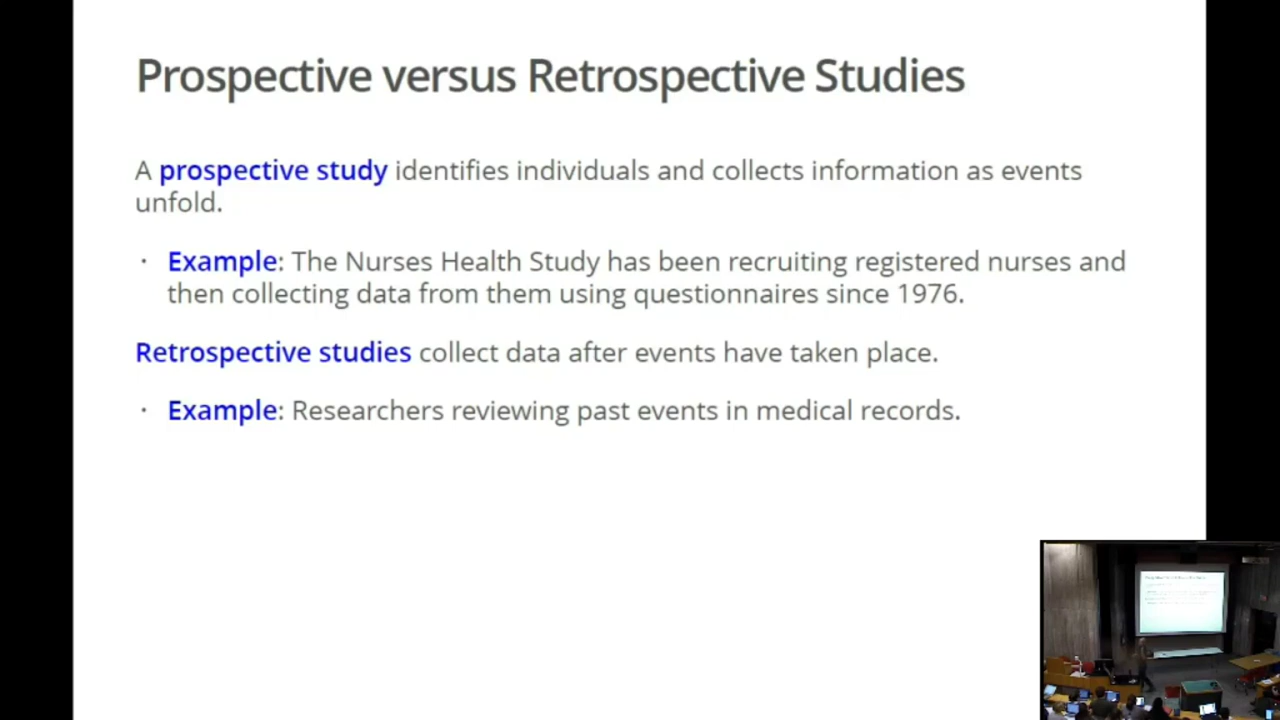 Prospective versus Retrospective Studies
A prospective study identifies individuals and collects information as events
unfold.
· Example: The Nurses Health Study has been recruiting registered nurses and
then collecting data from them using questionnaires since 1976.
Retrospective studies collect data after events have taken place.
· Example: Researchers reviewing past events in medical records.